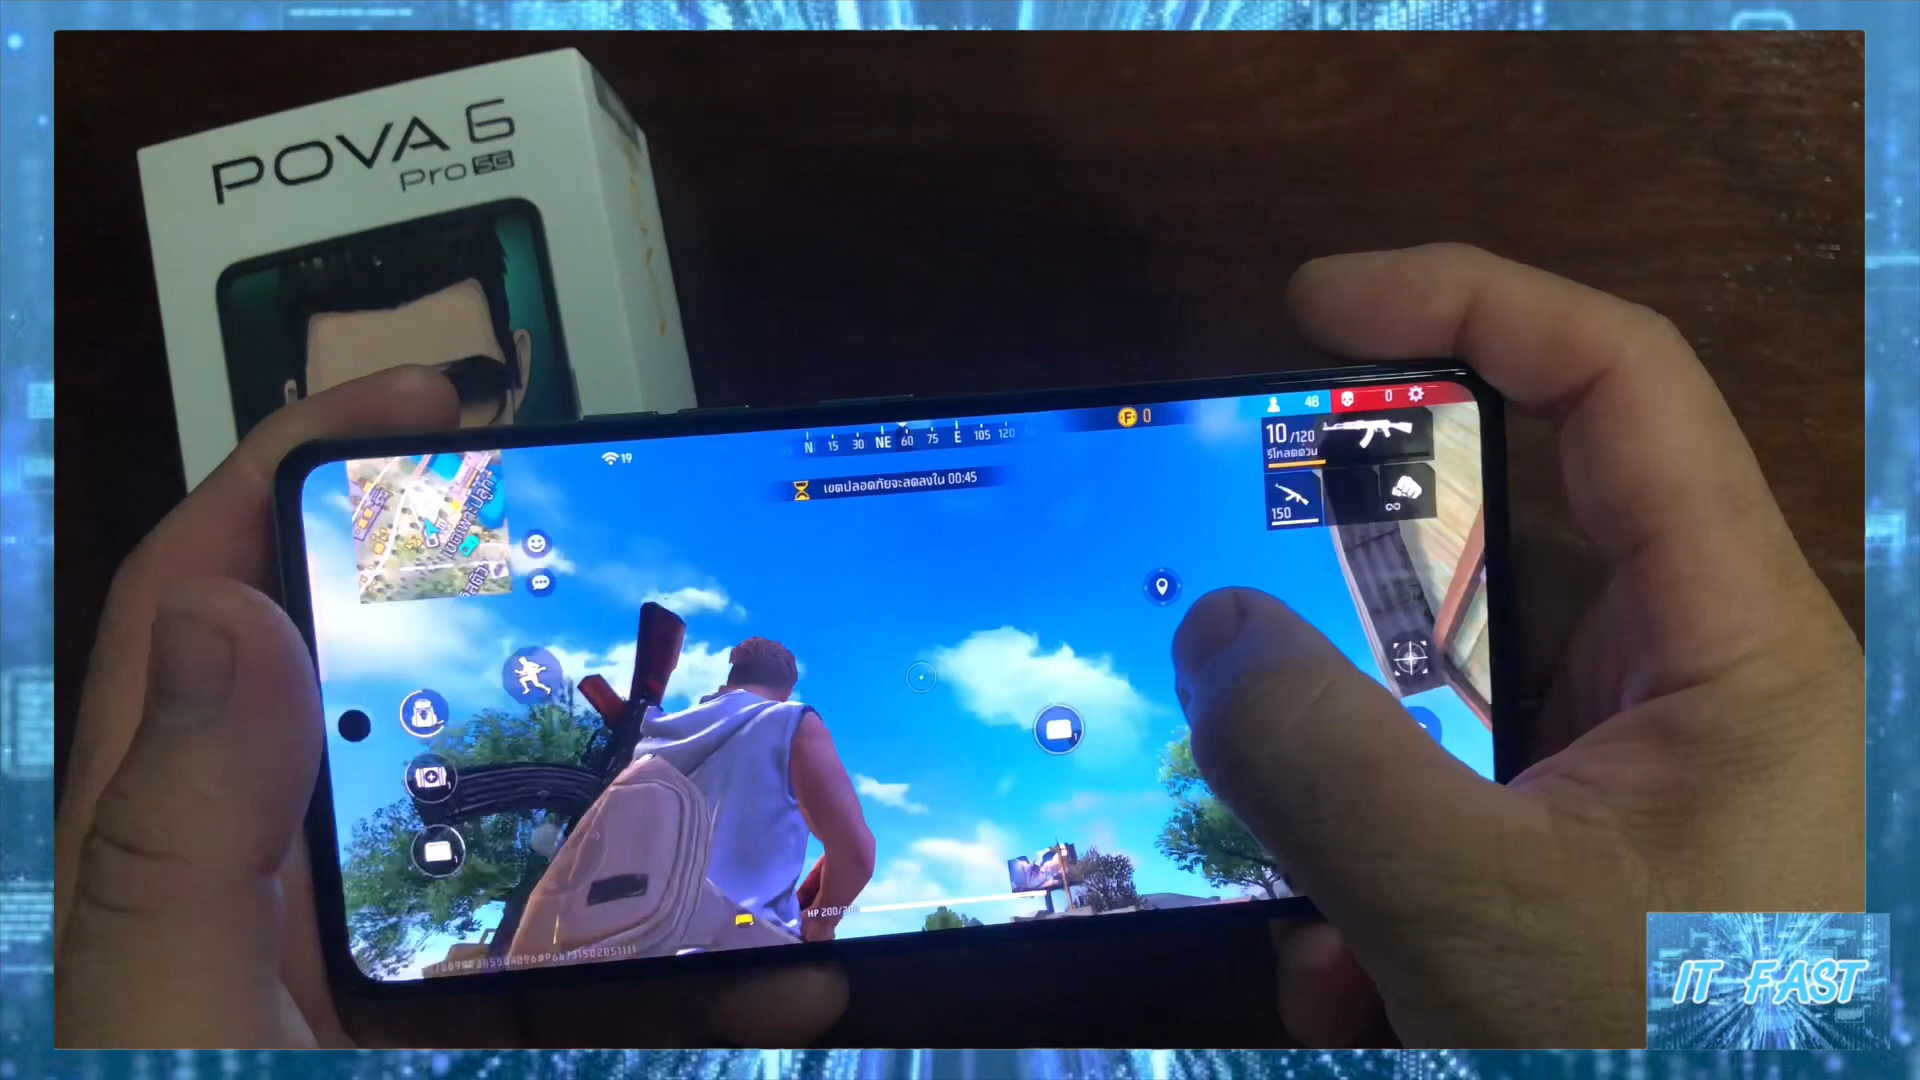 POVA 6
Pro 5G
N 15 30 NE 60 75 E 105 120
F 0
48
0
19
เขตปลอดภัยจะลดลงใน 00:45
10/120
รีโหลดด่วน
150
∞
HP 200/200
IT FAST